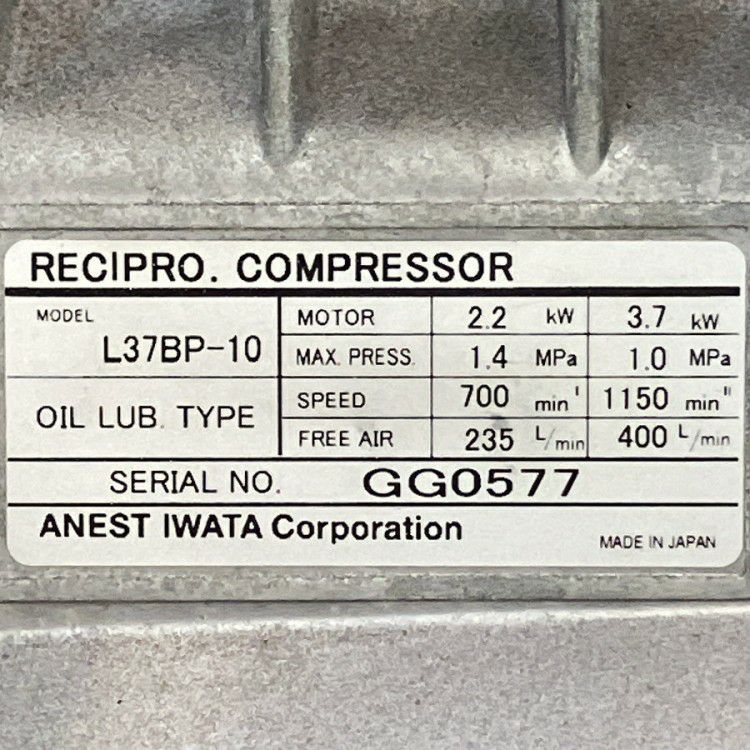 RECIPRO. COMPRESSOR
MODEL
L37BP-10
OIL LUB. TYPE
MOTOR 2.2 kW 3.7 kW
MAX. PRESS. 1.4 MPa 1.0 MPa
SPEED 700 min⁻¹ 1150 min⁻¹
FREE AIR 235 L/min 400 L/min
SERIAL NO. GG0577
ANEST IWATA Corporation
MADE IN JAPAN